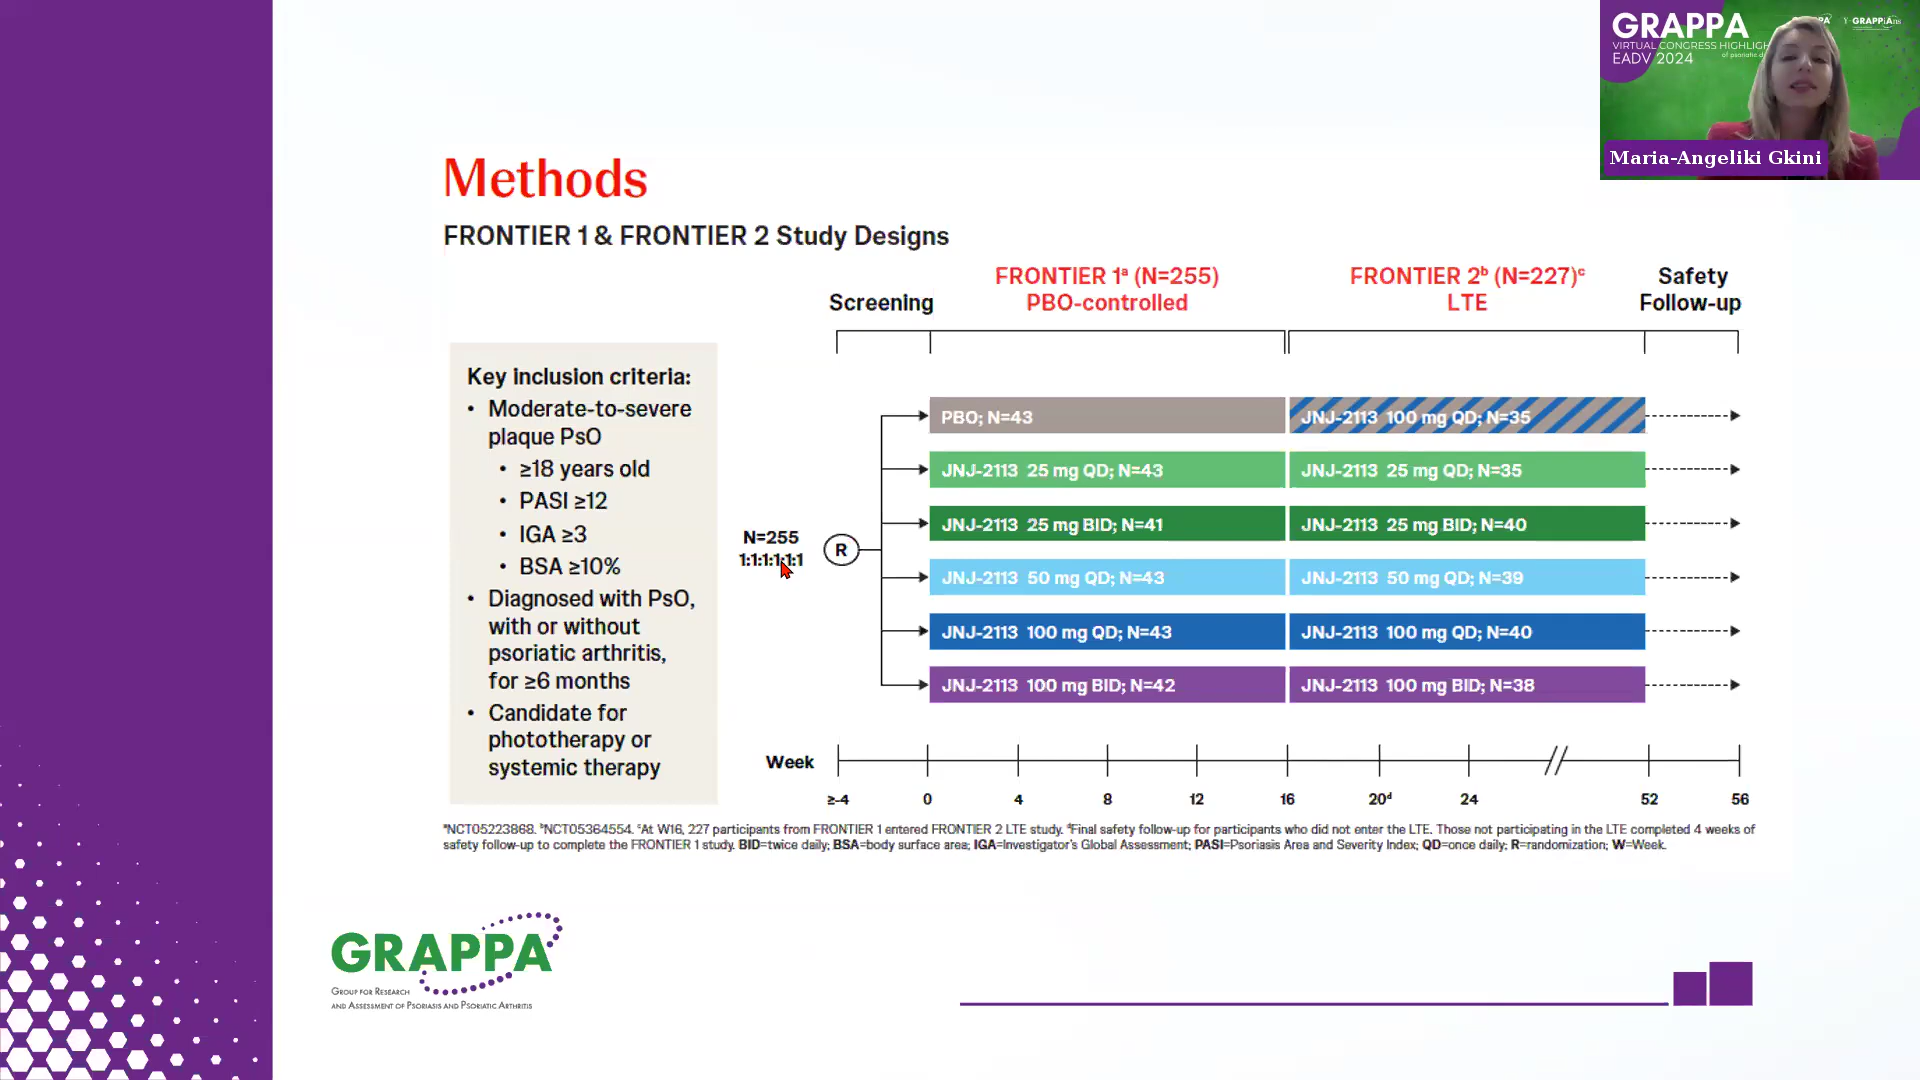 GRAPPA
VIRTUAL CONGRESS HIGHLIGH
EADV 2024
Maria-Angeliki Gkini
Methods
FRONTIER 1 & FRONTIER 2 Study Designs
Screening
FRONTIER 1ᵃ (N=255)
PBO-controlled
FRONTIER 2ᵇ (N=227)ᶜ
LTE
Safety
Follow-up
Key inclusion criteria:
• Moderate-to-severe
plaque PsO
• ≥18 years old
• PASI ≥12
• IGA ≥3
• BSA ≥10%
• Diagnosed with PsO,
with or without
psoriatic arthritis,
for ≥6 months
• Candidate for
phototherapy or
systemic therapy
N=255
1:1:1:1:1:1
R
PBO; N=43
JNJ-2113 100 mg QD; N=35
JNJ-2113 25 mg QD; N=43
JNJ-2113 25 mg QD; N=35
JNJ-2113 25 mg BID; N=41
JNJ-2113 25 mg BID; N=40
JNJ-2113 50 mg QD; N=43
JNJ-2113 50 mg QD; N=39
JNJ-2113 100 mg QD; N=43
JNJ-2113 100 mg QD; N=40
JNJ-2113 100 mg BID; N=42
JNJ-2113 100 mg BID; N=38
Week
≥-4 0 4 8 12 16 20ᵈ 24 52 56
ᵃNCT05223868. ᵇNCT05364554. ᶜAt W16, 227 participants from FRONTIER 1 entered FRONTIER 2 LTE study. ᵈFinal safety follow-up for participants who did not enter the LTE. Those not participating in the LTE completed 4 weeks of
safety follow-up to complete the FRONTIER 1 study. BID=twice daily; BSA=body surface area; IGA=Investigator's Global Assessment; PASI=Psoriasis Area and Severity Index; QD=once daily; R=randomization; W=Week.
GRAPPA
GROUP FOR RESEARCH
AND ASSESSMENT OF PSORIASIS AND PSORIATIC ARTHRITIS